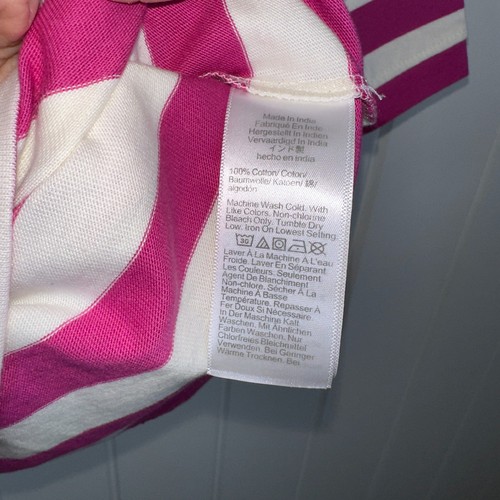 Made In India
Fabriqué En Inde
Hergestellt In Indien
Vervaardigd In India
インド製
hecho en india
100% Cotton/ Coton/
Baumwolle/ Katoen/ 綿/
algodón
Machine Wash Cold. With
Like Colors. Non-chlorine
Bleach Only. Tumble Dry
Low. Iron On Lowest Setting.
30
Laver À La Machine À L'eau
Froide. Laver En Séparant
Les Couleurs. Seulement
Agent De Blanchiment
Non-chlore. Sécher À La
Machine À Basse
Température. Repasser À
Fer Doux Si Nécessaire
In Der Maschine Kalt
Waschen. Mit Ähnlichen
Farben Waschen. Nur
Chlorfreies Bleichmittel
Verwenden. Bei Geringer
Wärme Trocknen. Bei